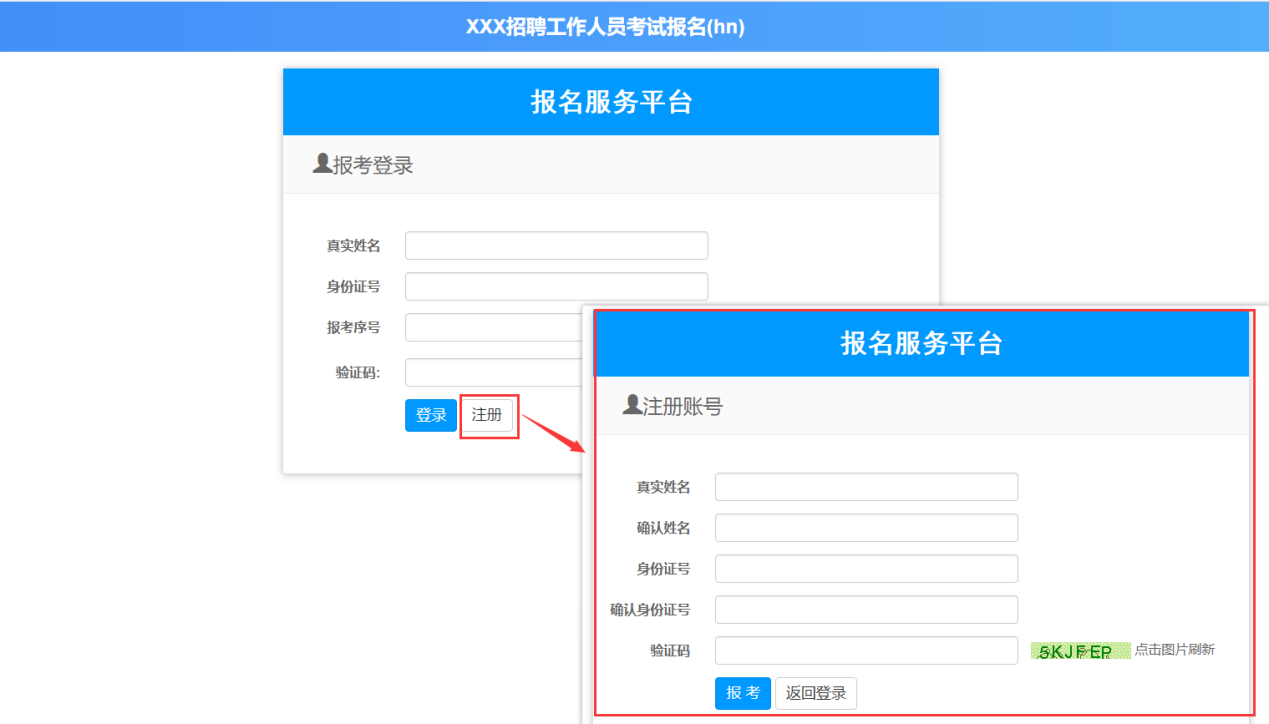 XXX招聘工作人员考试报名(hn)
报名服务平台
报考登录
真实姓名
身份证号
报考序号
验证码:
登录
注册
报名服务平台
注册账号
真实姓名
确认姓名
身份证号
确认身份证号
验证码
5KJFEP 点击图片刷新
报 考
返回登录